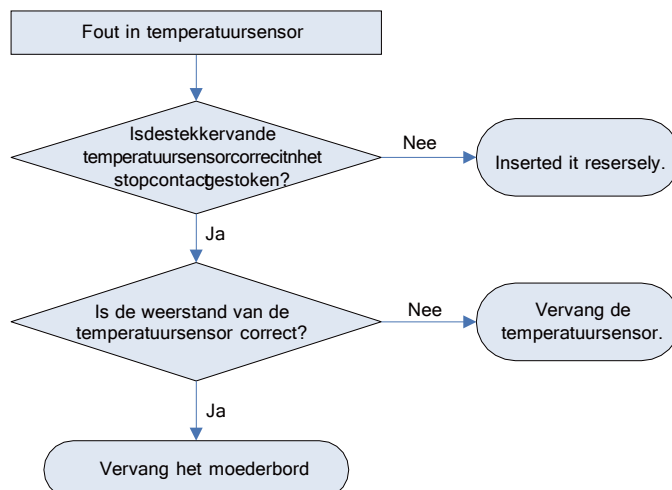 Fout in temperatuursensor
Isdestekkervande
temperatuursensorcorrecitnhet
stopcontactgestoken?
Nee
Inserted it resersely.
Ja
Is de weerstand van de
temperatuursensor correct?
Nee
Vervang de
temperatuursensor.
Ja
Vervang het moederbord